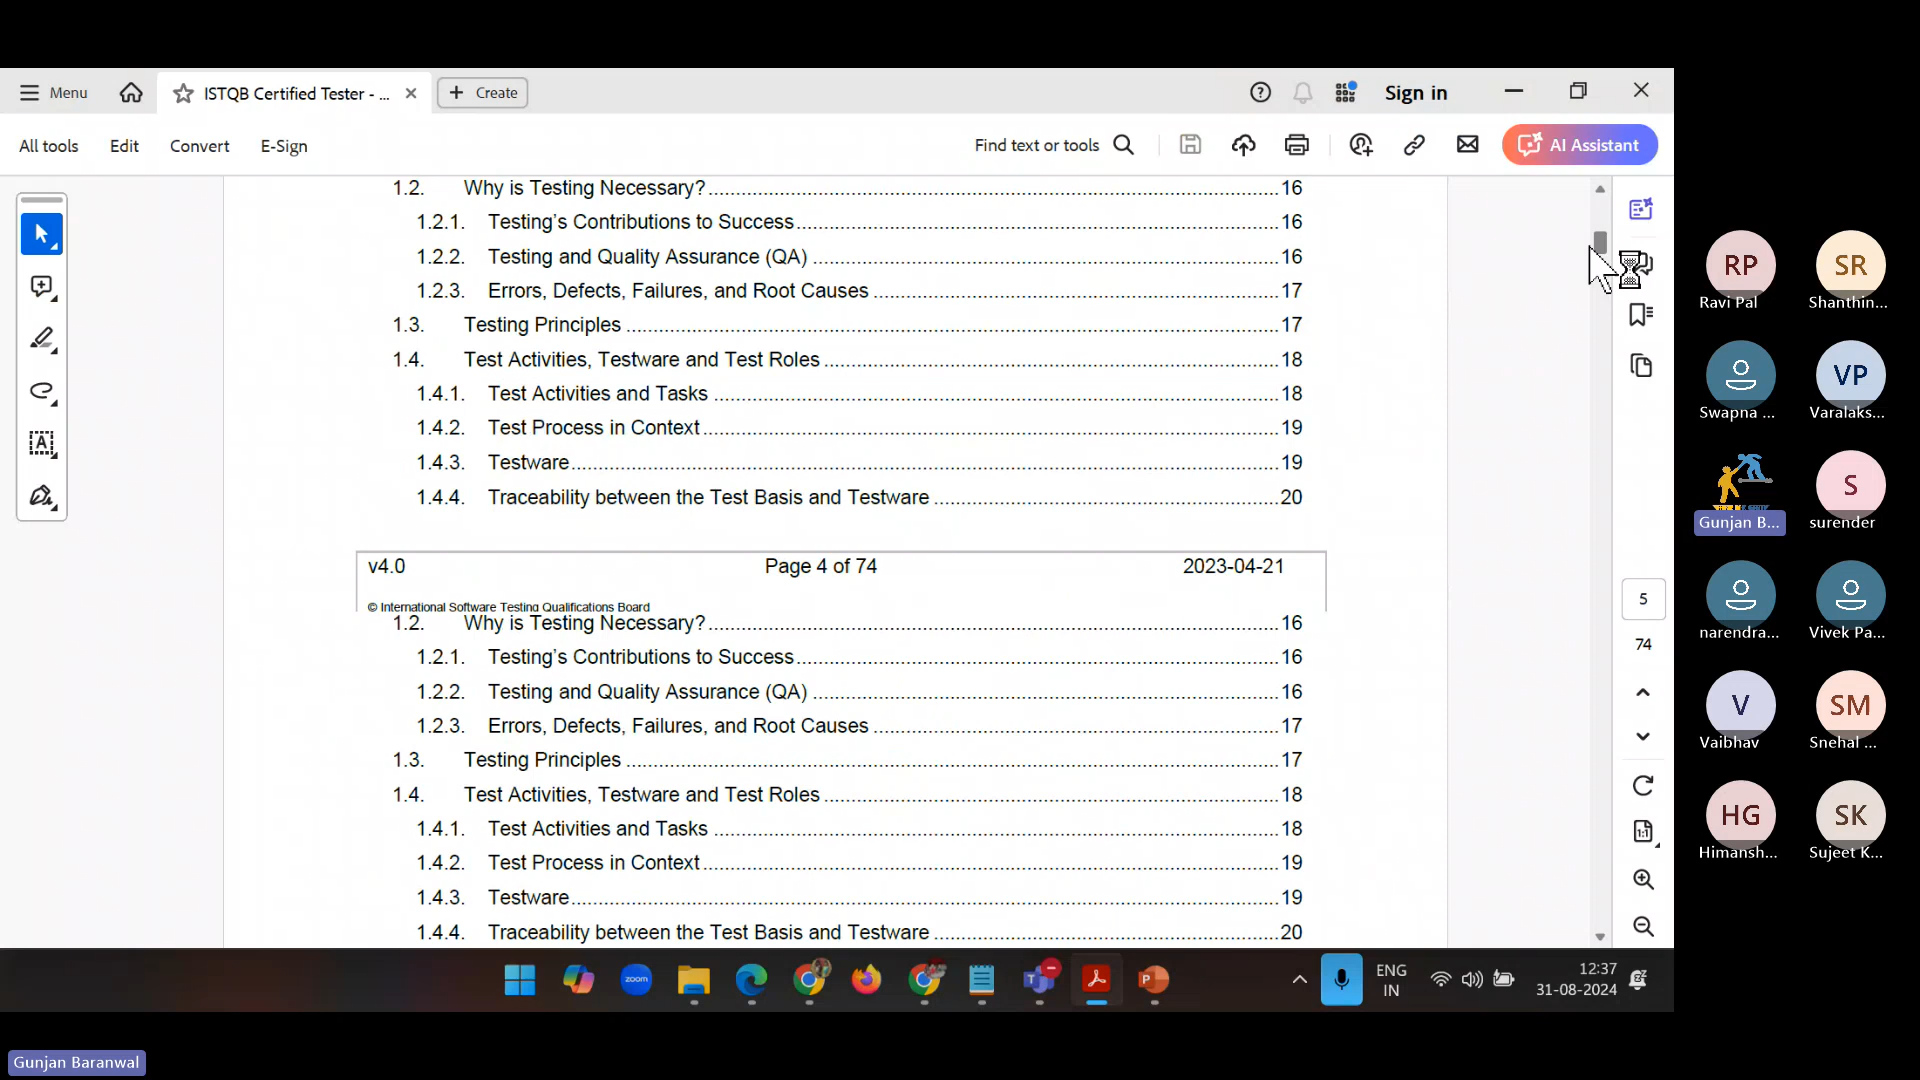 Menu
ISTQB Certified Tester - ...
Create
Sign in
All tools
Edit
Convert
E-Sign
Find text or tools
AI Assistant
1.2. Why is Testing Necessary? 16
1.2.1. Testing's Contributions to Success 16
1.2.2. Testing and Quality Assurance (QA) 16
1.2.3. Errors, Defects, Failures, and Root Causes 17
1.3. Testing Principles 17
1.4. Test Activities, Testware and Test Roles 18
1.4.1. Test Activities and Tasks 18
1.4.2. Test Process in Context 19
1.4.3. Testware 19
1.4.4. Traceability between the Test Basis and Testware 20
v4.0 Page 4 of 74 2023-04-21
© International Software Testing Qualifications Board
1.2. Why is Testing Necessary? 16
1.2.1. Testing's Contributions to Success 16
1.2.2. Testing and Quality Assurance (QA) 16
1.2.3. Errors, Defects, Failures, and Root Causes 17
1.3. Testing Principles 17
1.4. Test Activities, Testware and Test Roles 18
1.4.1. Test Activities and Tasks 18
1.4.2. Test Process in Context 19
1.4.3. Testware 19
1.4.4. Traceability between the Test Basis and Testware 20
5
74
1:1
RP
Ravi Pal
SR
Shanthin...
Swapna ...
VP
Varalaks...
Gunjan B...
S
surender
narendra...
Vivek Pa...
V
Vaibhav
SM
Snehal ...
HG
Himansh...
SK
Sujeet K...
zoom
ENG
IN
12:37
31-08-2024
Gunjan Baranwal